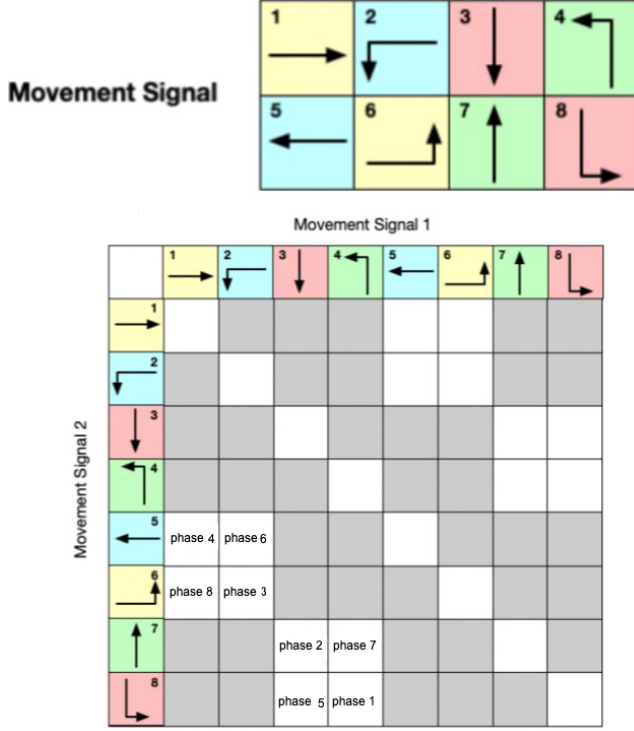 1 2 3 4
Movement Signal
5 6 7 8
Movement Signal 1
1 2 3 4 5 6 7 8
Movement Signal 2
1
2
3
4
5 phase 4 phase 6
6 phase 8 phase 3
7 phase 2 phase 7
8 phase 5 phase 1